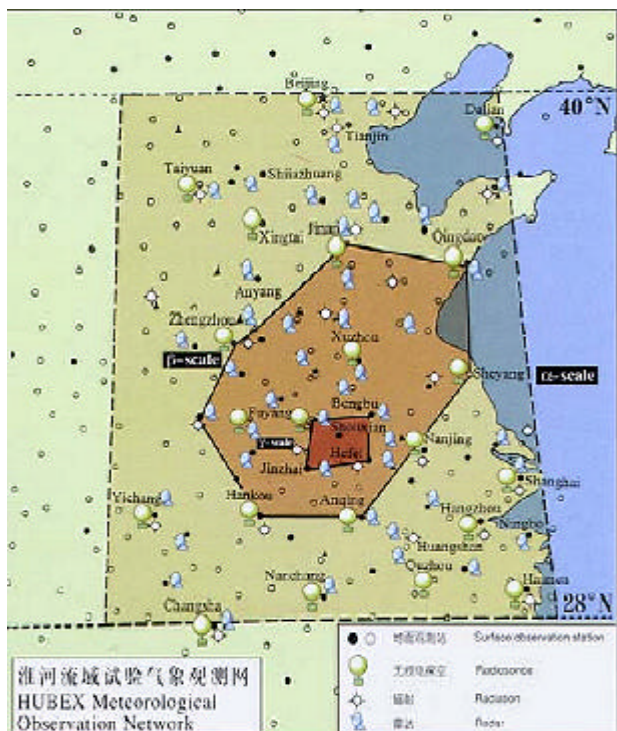 Beijing
40°N
Dalian
Tianjin
Taiyuan
Shijiazhuang
Xingtai
Jinan
Qingdao
Anyang
Zhengzhou
Xuzhou
β-scale
Sheyang
α-scale
Fuyang
Bengbu
Shouxian
γ-scale
Nanjing
Hefei
Jinzhai
Shanghai
Yichang
Hankou
Anqing
Hangzhou
Ningbo
Huangshan
Quzhou
Nanchang
28°N
Changsha
地面观测站 Surface observation station
无线电探空 Radiosonde
辐射 Radiation
雷达 Radar
淮河流域试验气象观测网
HUBEX Meteorological
Observation Network